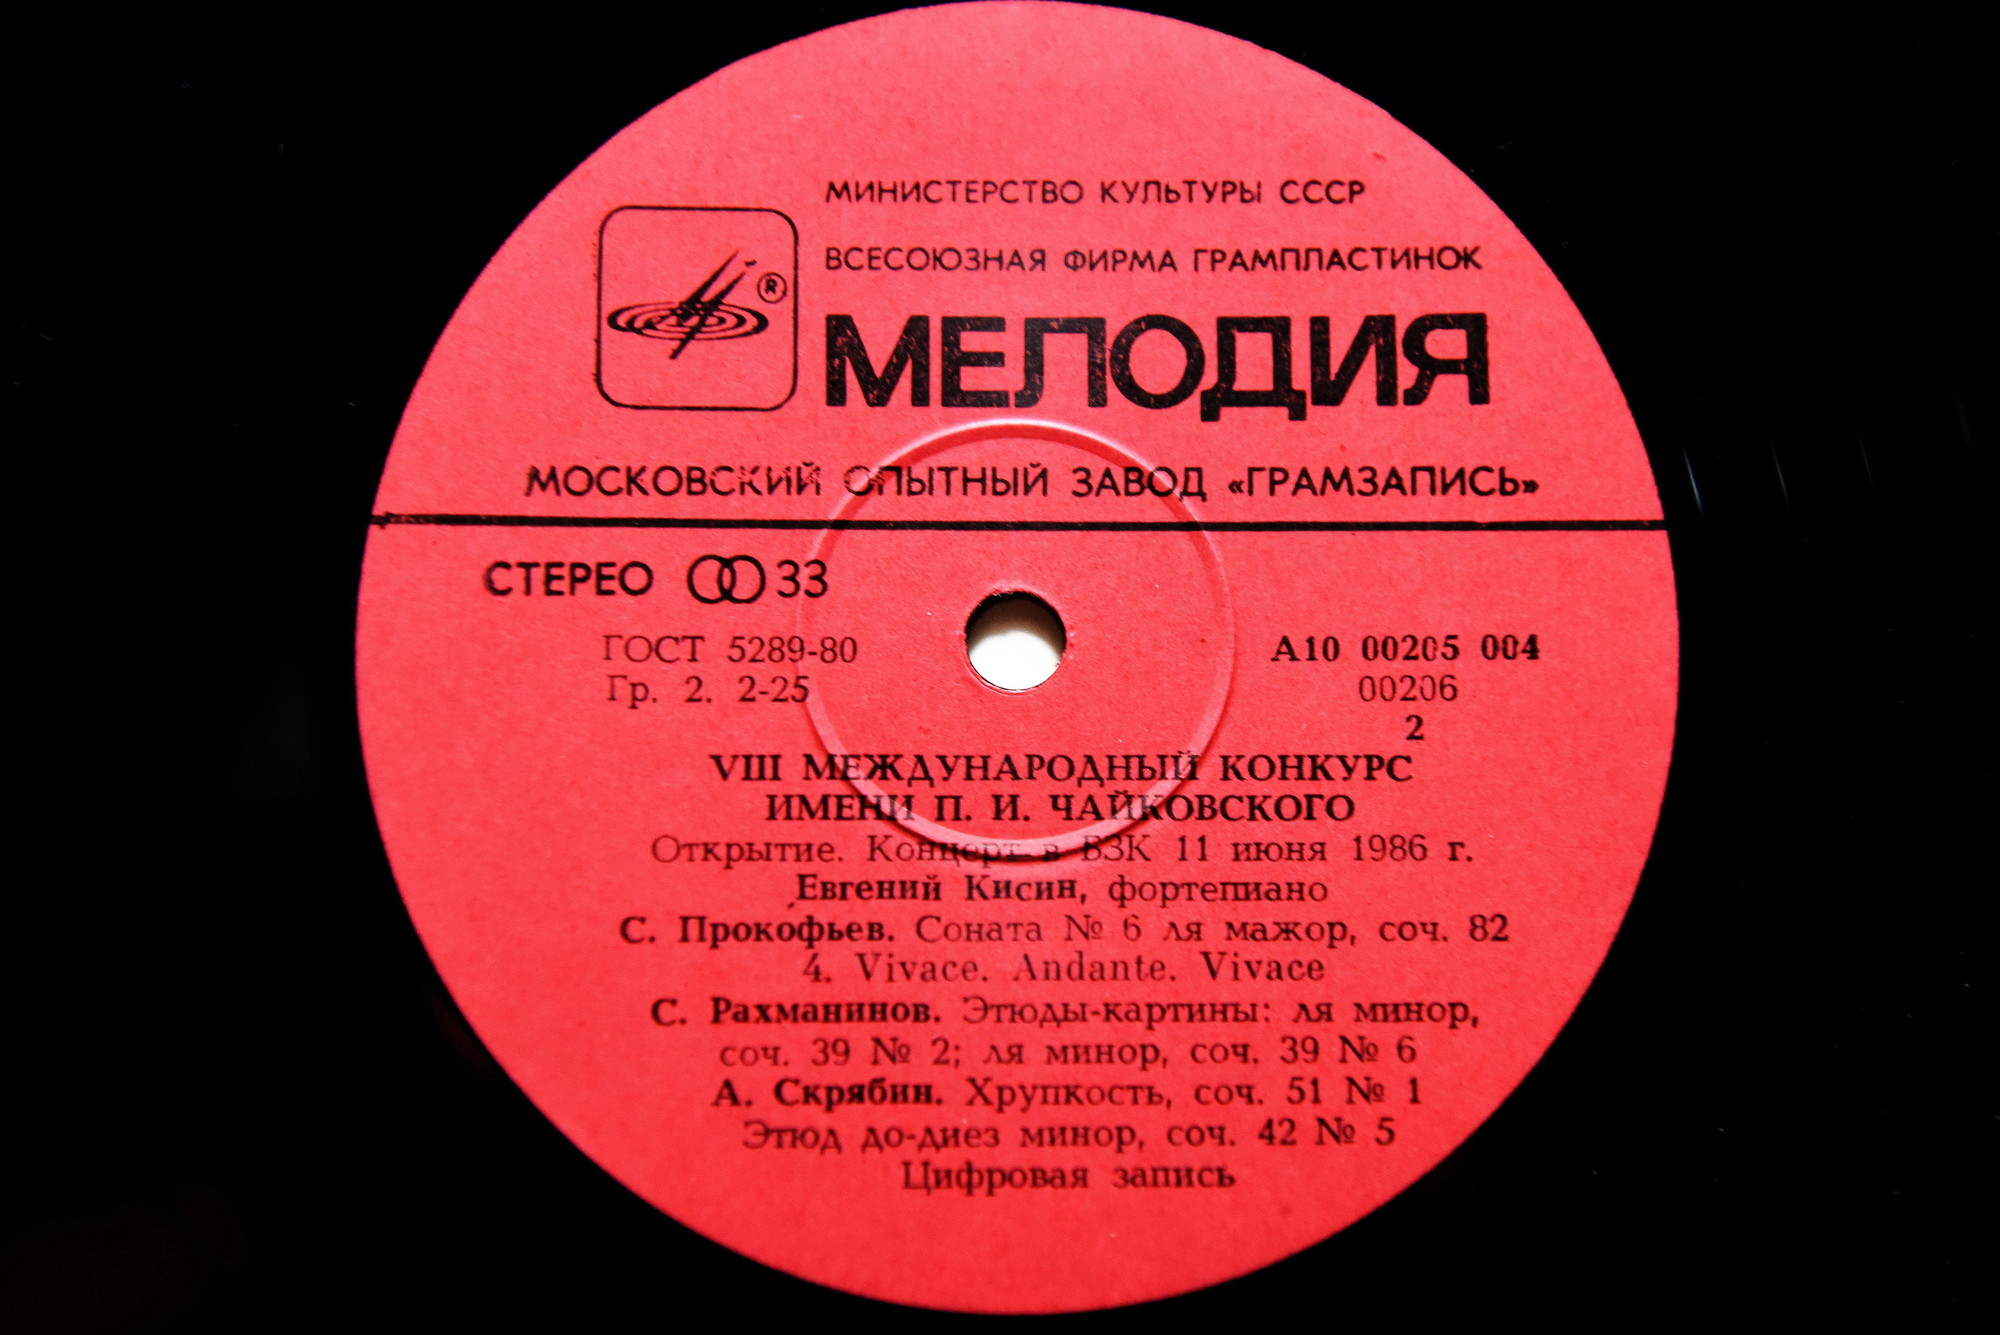 МИНИСТЕРСТВО КУЛЬТУРЫ СССР
ВСЕСОЮЗНАЯ ФИРМА ГРАМПЛАСТИНОК
®
МЕЛОДИЯ
МОСКОВСКИЙ ОПЫТНЫЙ ЗАВОД «ГРАМЗАПИСЬ»
СТЕРЕО 33
ГОСТ 5289-80
Гр. 2. 2-25
А10 00205 004
00206
2
VIII МЕЖДУНАРОДНЫЙ КОНКУРС
ИМЕНИ П. И. ЧАЙКОВСКОГО
Открытие. Концерт в БЗК 11 июня 1986 г.
Евгений Кисин, фортепиано
С. Прокофьев. Соната № 6 ля мажор, соч. 82
4. Vivace. Andante. Vivace
С. Рахманинов. Этюды-картины: ля минор,
соч. 39 № 2; ля минор, соч. 39 № 6
А. Скрябин. Хрупкость, соч. 51 № 1
Этюд до-диез минор, соч. 42 № 5
Цифровая запись